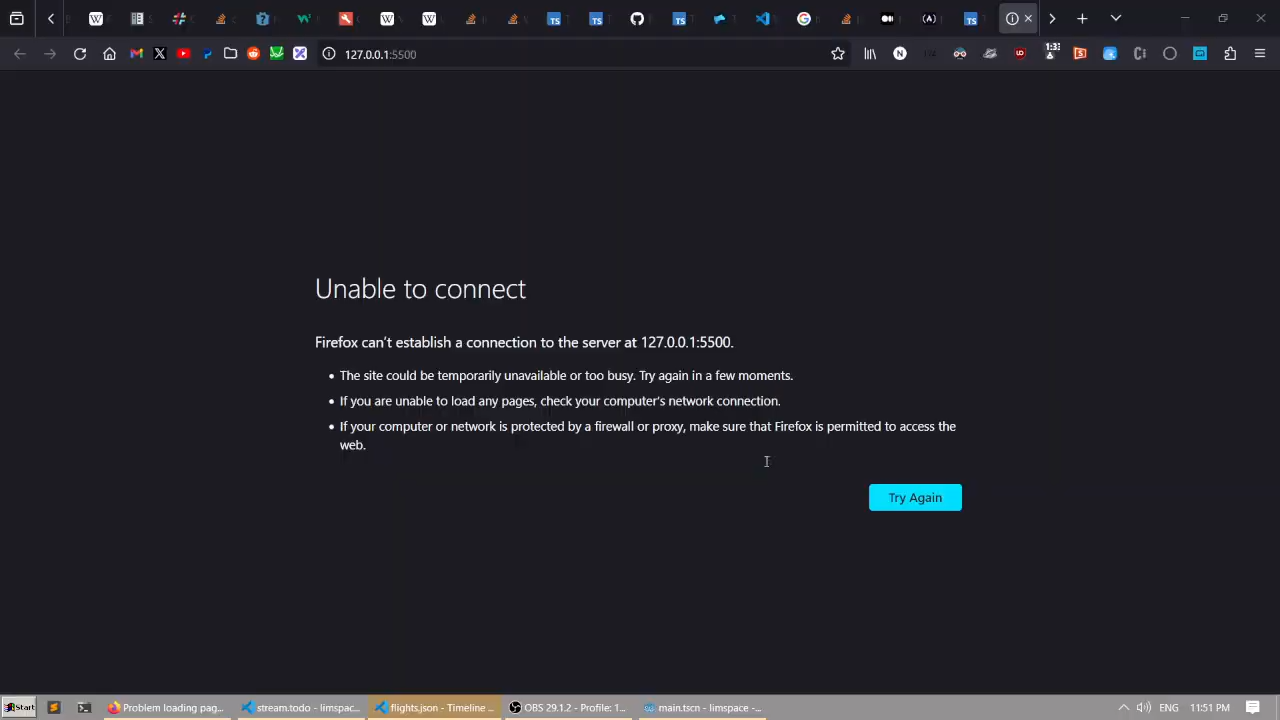 127.0.0.1:5500
1:3
Unable to connect
Firefox can't establish a connection to the server at 127.0.0.1:5500.
• The site could be temporarily unavailable or too busy. Try again in a few moments.
• If you are unable to load any pages, check your computer's network connection.
• If your computer or network is protected by a firewall or proxy, make sure that Firefox is permitted to access the
web.
Try Again
Start
Problem loading pag...
stream.todo - limspac...
flights.json - Timeline ...
OBS 29.1.2 - Profile: 1...
main.tscn - limspace -...
ENG
11:51 PM